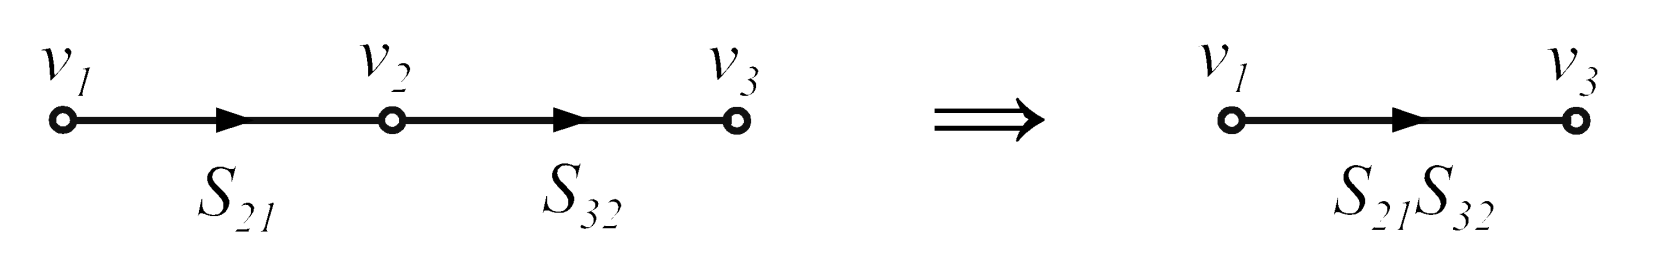 v₁ v₂ v₃ ⟹ v₁ v₃
S₂₁ S₃₂ S₂₁S₃₂